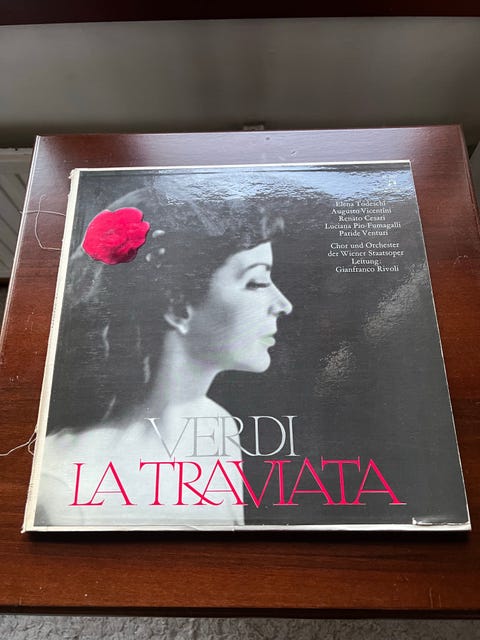 Elena Todeschi
Augusto Vicentini
Renato Cesari
Luciana Pio-Fumagalli
Paride Venturi
Chor und Orchester
der Wiener Staatsoper
Leitung:
Gianfranco Rivoli
VERDI
LA TRAVIATA